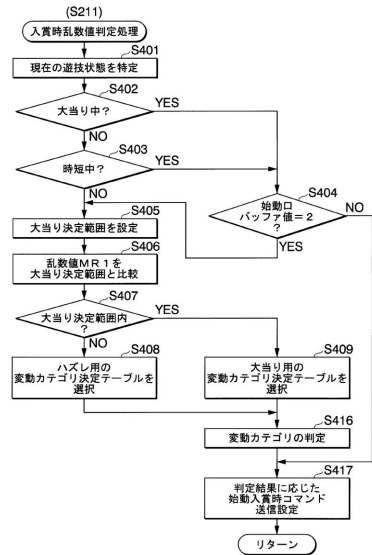 (S211)
入賞時乱数値判定処理
S401
現在の遊技状態を特定
S402
大当り中?
YES
NO
S403
時短中?
YES
NO
S404
始動口
バッファ値=2
?
NO
YES
S405
大当り決定範囲を設定
S406
乱数値MR1を
大当り決定範囲と比較
S407
大当り決定範囲内
?
YES
NO
S408
ハズレ用の
変動カテゴリ決定テーブルを
選択
S409
大当り用の
変動カテゴリ決定テーブルを
選択
S416
変動カテゴリの判定
S417
判定結果に応じた
始動入賞時コマンド
送信設定
リターン